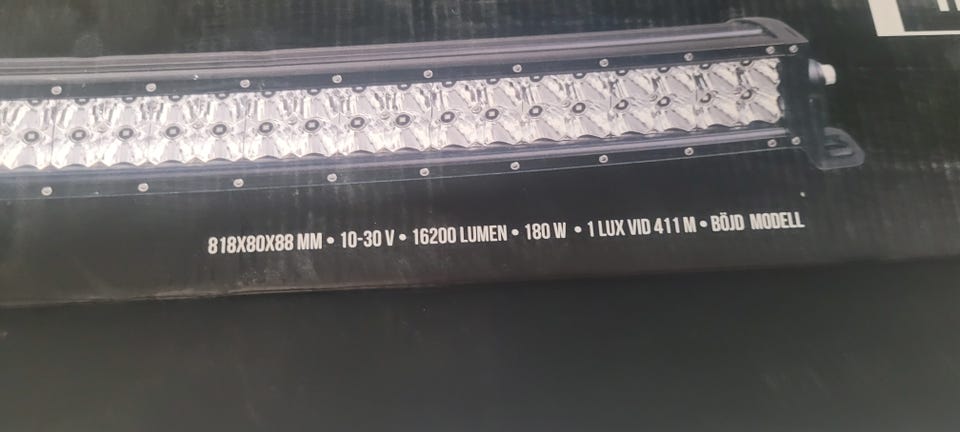 818X80X88 MM • 10-30 V • 16200 LUMEN • 180 W • 1 LUX VID 411 M • BÖJD MODELL